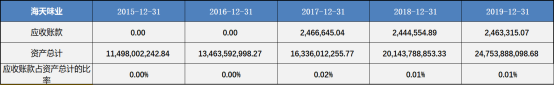 海天味业 2015-12-31 2016-12-31 2017-12-31 2018-12-31 2019-12-31
应收账款 0.00 0.00 2,466,645.04 2,444,554.89 2,463,315.07
资产总计 11,498,002,242.84 13,463,592,998.27 16,336,012,255.77 20,143,788,853.33 24,753,888,098.68
应收账款占资产总计的比
率 0.00% 0.00% 0.02% 0.01% 0.01%